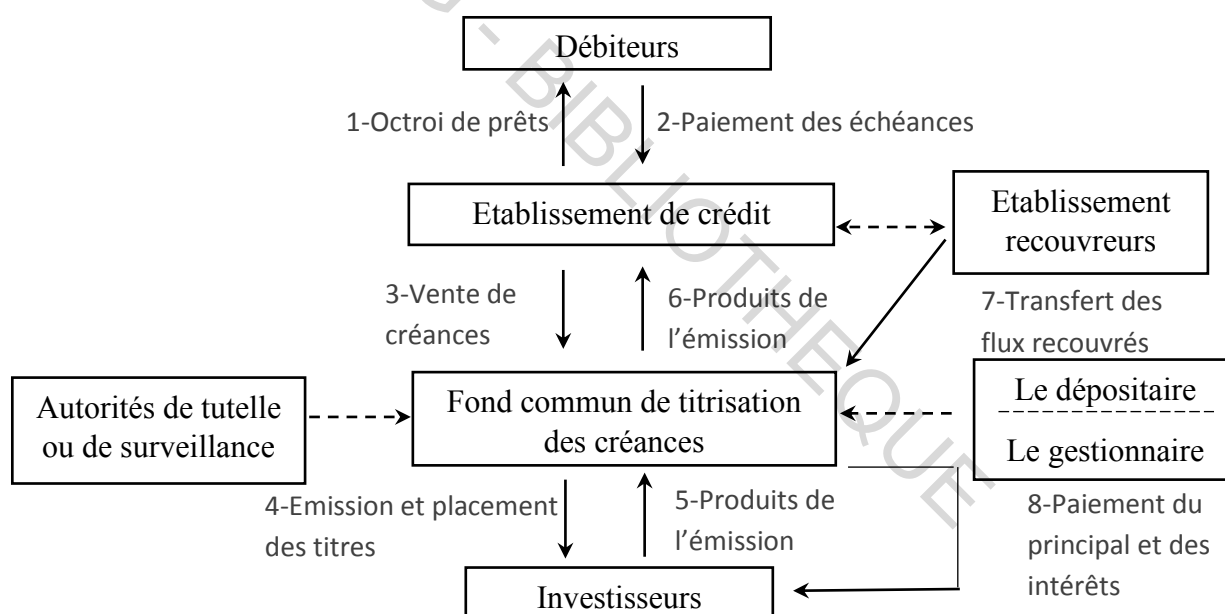 - BIBLIOTHEQUE
Débiteurs
1-Octroi de prêts
2-Paiement des échéances
Etablissement de crédit
Etablissement
recouvreurs
3-Vente de
créances
6-Produits de
l’émission
7-Transfert des
flux recouvrés
Autorités de tutelle
ou de surveillance
Fond commun de titrisation
des créances
Le dépositaire
Le gestionnaire
4-Emission et placement
des titres
5-Produits de
l’émission
8-Paiement du
principal et des
intérêts
Investisseurs